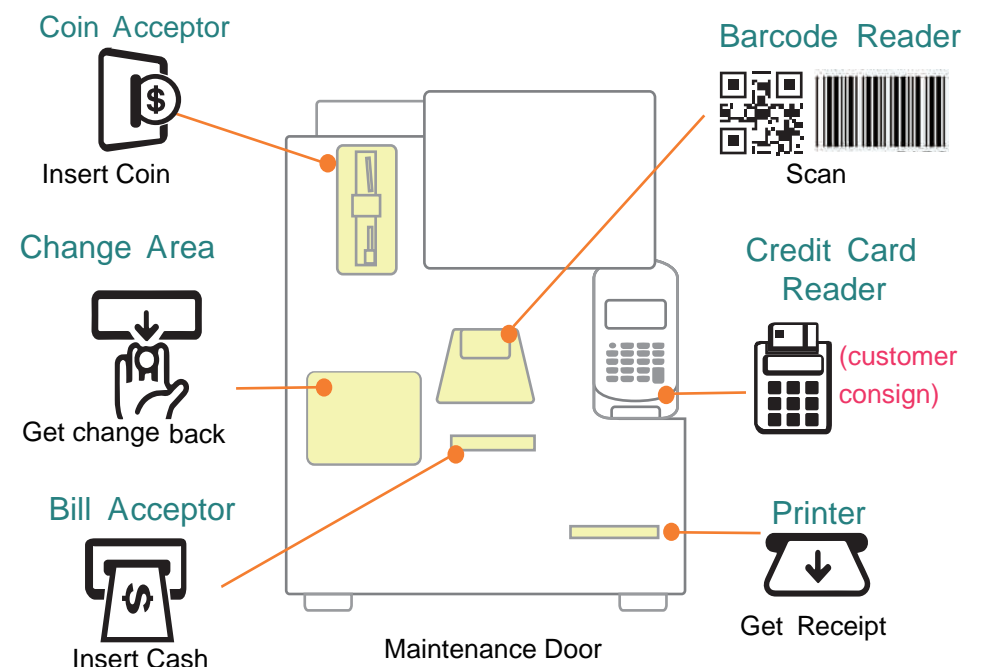 Coin Acceptor
Insert Coin
Change Area
Get change back
Bill Acceptor
Insert Cash
Barcode Reader
Scan
Credit Card
Reader
(customer
consign)
Printer
Get Receipt
Maintenance Door